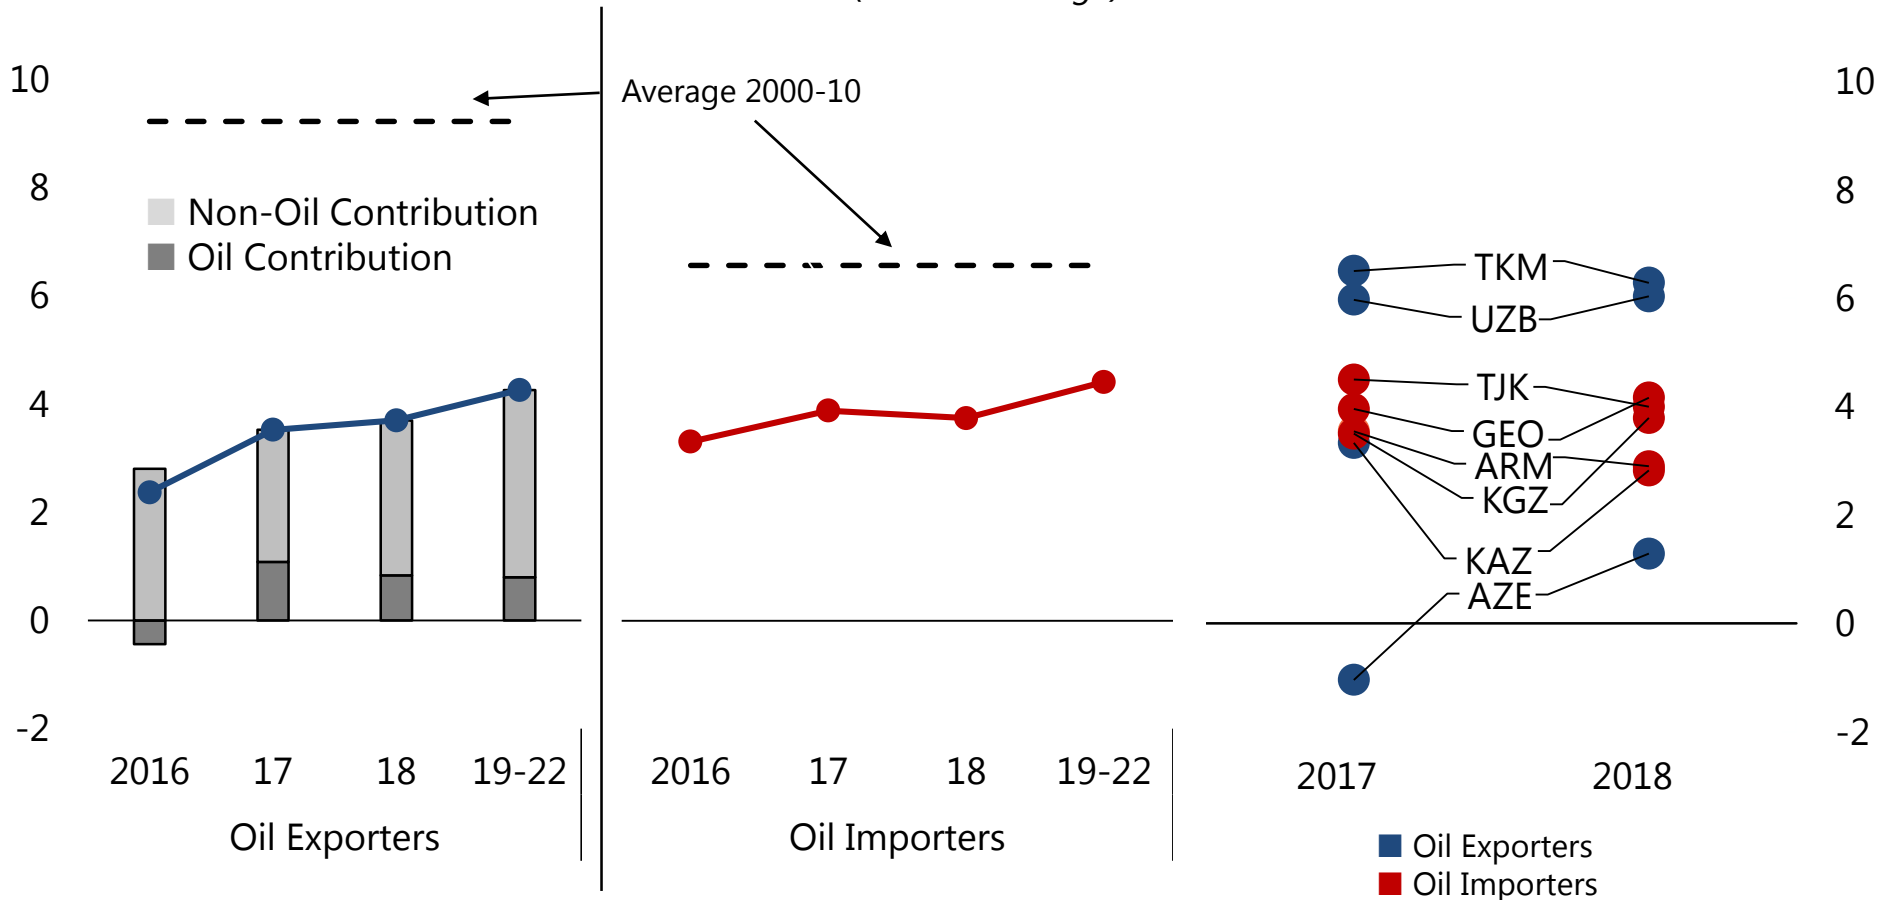 10
8
6
4
2
0
-2
Non-Oil Contribution
Oil Contribution
2016 17 18 19-22
Oil Exporters
Average 2000-10
2016 17 18 19-22
Oil Importers
TKM
UZB
TJK
GEO
ARM
KGZ
KAZ
AZE
10
8
6
4
2
0
-2
2017 2018
Oil Exporters
Oil Importers